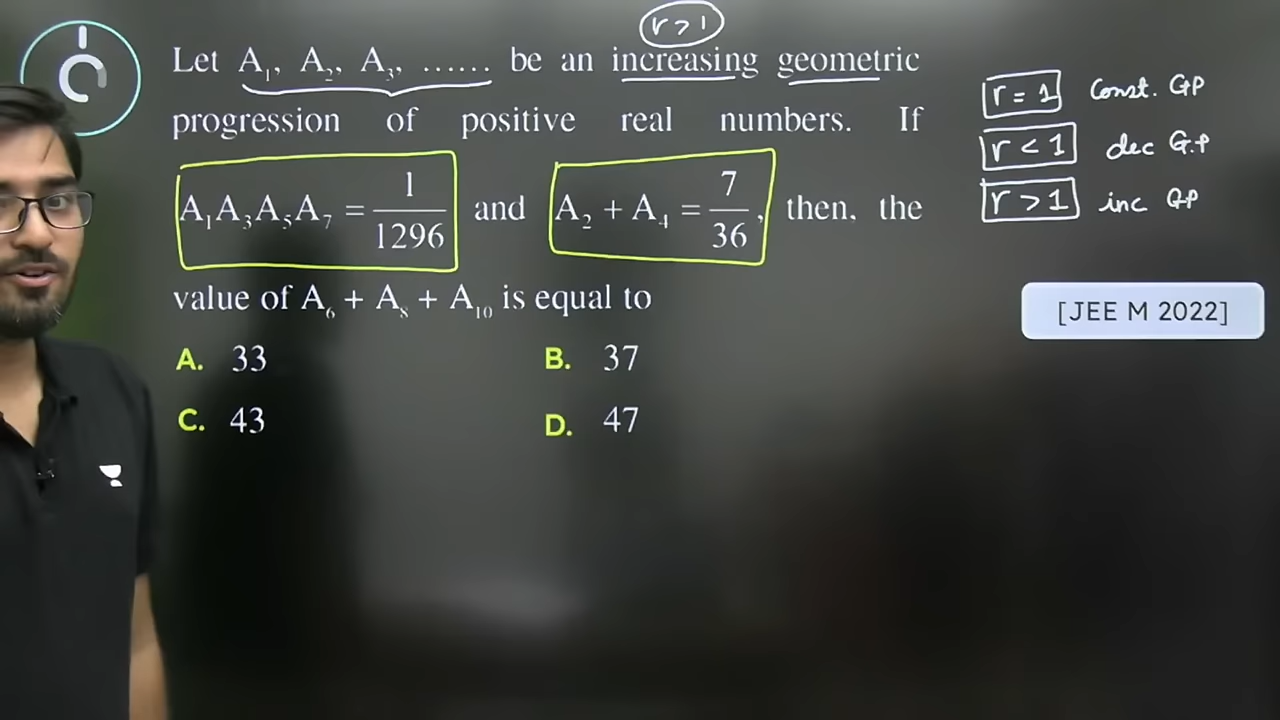 r > 1
Let A₁, A₂, A₃, ...... be an increasing geometric
progression of positive real numbers. If
A₁A₃A₅A₇ = 1/1296 and A₂ + A₄ = 7/36, then, the
value of A₆ + A₈ + A₁₀ is equal to
A. 33 B. 37
C. 43 D. 47
r = 1 Const. GP
r < 1 dec G.P
r > 1 inc GP
[JEE M 2022]